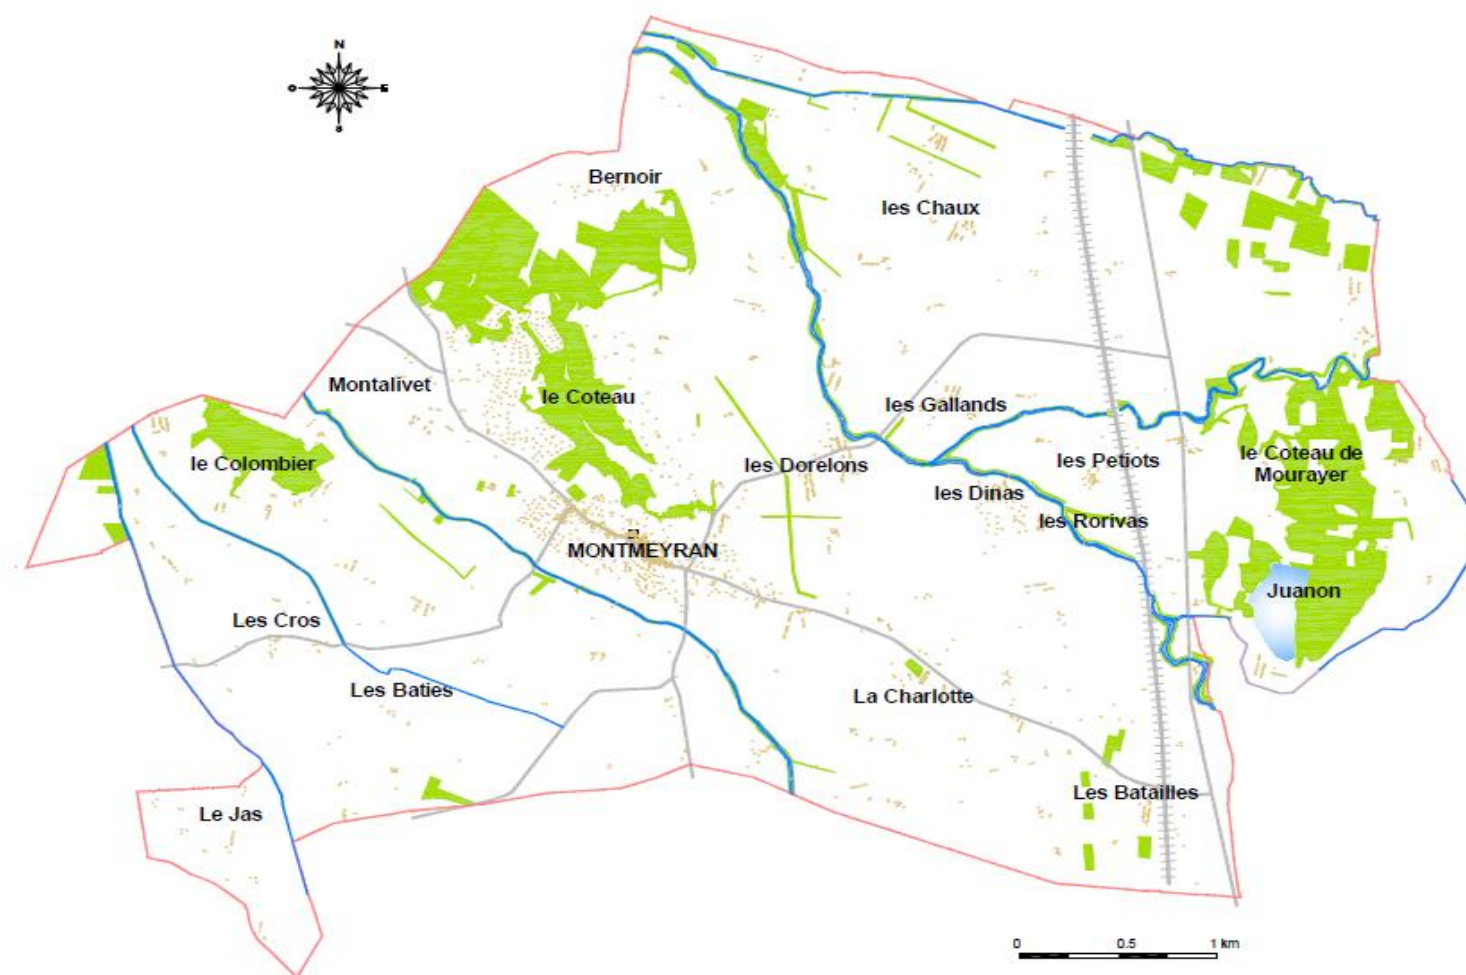 N
O
E
S
Bernoir
les Chaux
Montalivet
le Coteau
les Gallands
le Colombier
les Dorelons
les Petiots
le Coteau de
Mourayer
les Dinas
les Rorivas
MONTMEYRAN
Juanon
Les Cros
Les Baties
La Charlotte
Les Batailles
Le Jas
0
0.5
1 km